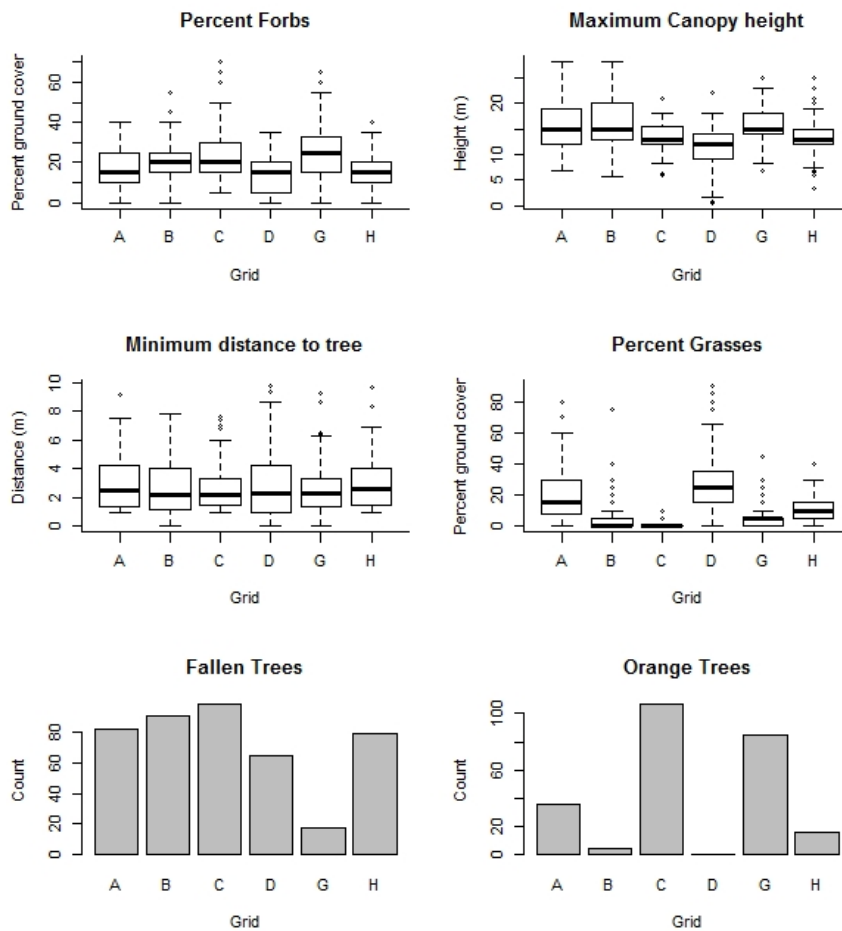 Percent Forbs
Percent ground cover
0 20 40 60
A B C D G H
Grid
Maximum Canopy height
Height (m)
0 5 10 20
A B C D G H
Grid
Minimum distance to tree
Distance (m)
0 2 4 6 8 10
A B C D G H
Grid
Percent Grasses
Percent ground cover
0 20 40 60 80
A B C D G H
Grid
Fallen Trees
Count
0 20 40 60 80
A B C D G H
Grid
Orange Trees
Count
0 20 60 100
A B C D G H
Grid